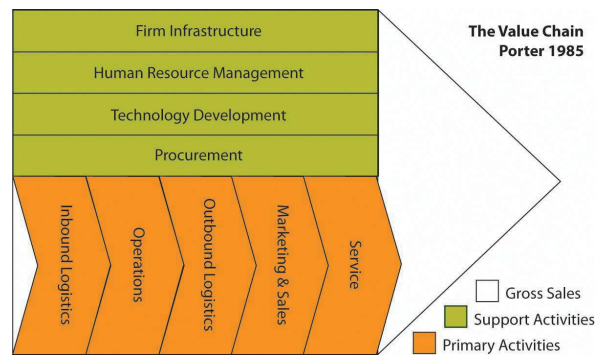 The Value Chain
Porter 1985
Firm Infrastructure
Human Resource Management
Technology Development
Procurement
Inbound Logistics
Operations
Outbound Logistics
Marketing & Sales
Service
Gross Sales
Support Activities
Primary Activities